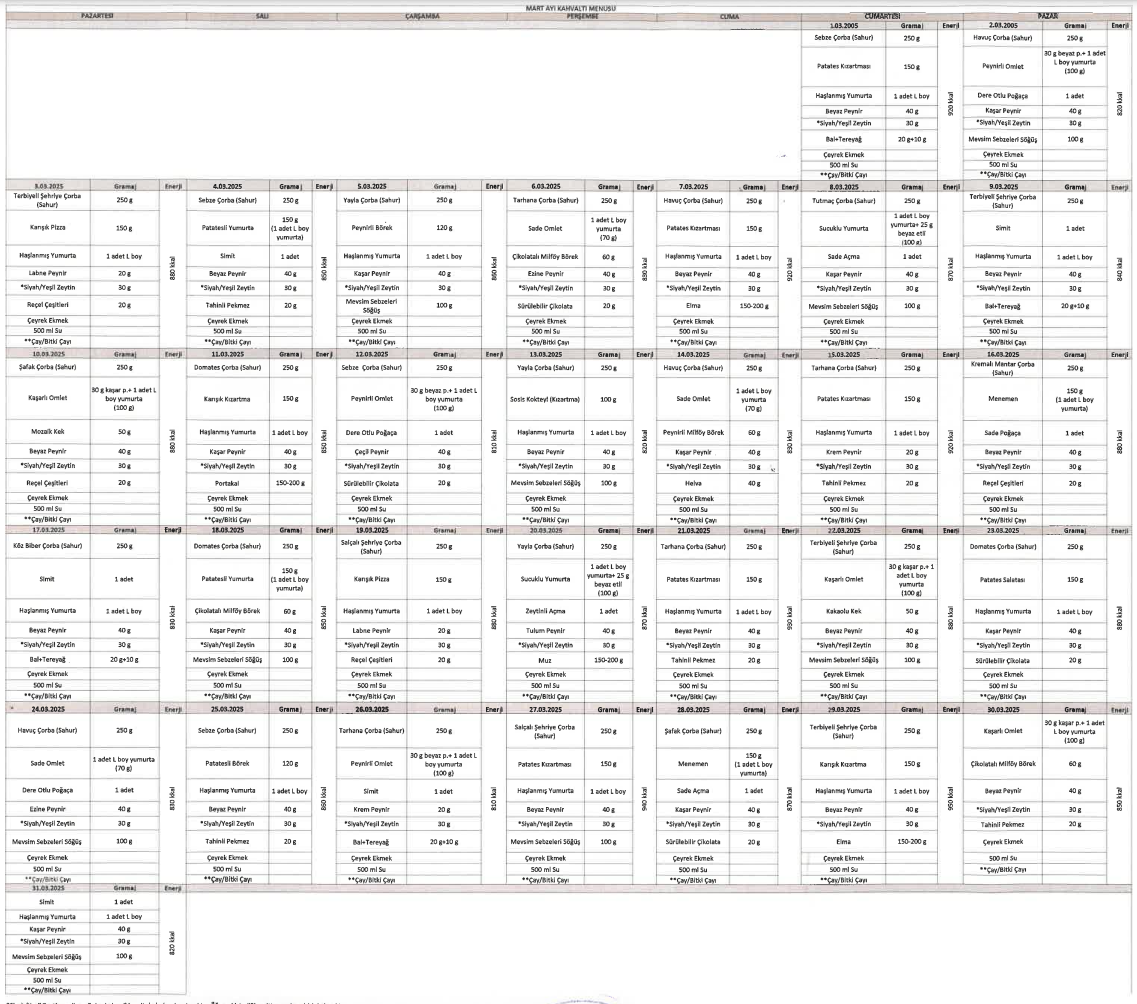 MART AYI KAHVALTI MENÜSÜ
PAZARTESİ SALI ÇARŞAMBA PERŞEMBE CUMA CUMARTESİ PAZAR
1.03.2005 Gramaj Enerji
Sebze Çorba (Sahur) 250 g
Patates Kızartması 150 g
Haşlanmış Yumurta 1 adet L boy
Beyaz Peynir 40 g
*Siyah/Yeşil Zeytin 30 g
Bal+Tereyağ 20 g+10 g
Çeyrek Ekmek
500 ml Su
**Çay/Bitki Çayı
920 kkal
2.03.2005 Gramaj Enerji
Havuç Çorba (Sahur) 250 g
Peynirli Omlet 30 g beyaz p.+ 1 adet L boy yumurta (100 g)
Dere Otlu Poğaça 1 adet
Kaşar Peynir 40 g
*Siyah/Yeşil Zeytin 30 g
Mevsim Sebzeleri Söğüş 100 g
Çeyrek Ekmek
500 ml Su
**Çay/Bitki Çayı
820 kkal
3.03.2025 Gramaj Enerji
Terbiyeli Şehriye Çorba (Sahur) 250 g
Karışık Pizza 150 g
Haşlanmış Yumurta 1 adet L boy
Labne Peynir 20 g
*Siyah/Yeşil Zeytin 30 g
Reçel Çeşitleri 20 g
Çeyrek Ekmek
500 ml Su
**Çay/Bitki Çayı
880 kkal
4.03.2025 Gramaj Enerji
Sebze Çorba (Sahur) 250 g
Patatesli Yumurta 150 g (1 adet L boy yumurta)
Simit 1 adet
Beyaz Peynir 40 g
*Siyah/Yeşil Zeytin 30 g
Tahinli Pekmez 20 g
Çeyrek Ekmek
500 ml Su
**Çay/Bitki Çayı
850 kkal
5.03.2025 Gramaj Enerji
Yayla Çorba (Sahur) 250 g
Peynirli Börek 120 g
Haşlanmış Yumurta 1 adet L boy
Kaşar Peynir 40 g
*Siyah/Yeşil Zeytin 30 g
Mevsim Sebzeleri Söğüş 100 g
Çeyrek Ekmek
500 ml Su
**Çay/Bitki Çayı
860 kkal
6.03.2025 Gramaj Enerji
Tarhana Çorba (Sahur) 250 g
Sade Omlet 1 adet L boy yumurta (70 g)
Çikolatalı Milföy Börek 60 g
Ezine Peynir 40 g
*Siyah/Yeşil Zeytin 30 g
Sürülebilir Çikolata 20 g
Çeyrek Ekmek
500 ml Su
**Çay/Bitki Çayı
830 kkal
7.03.2025 Gramaj Enerji
Havuç Çorba (Sahur) 250 g
Patates Kızartması 150 g
Haşlanmış Yumurta 1 adet L boy
Beyaz Peynir 40 g
*Siyah/Yeşil Zeytin 30 g
Elma 150-200 g
Çeyrek Ekmek
500 ml Su
**Çay/Bitki Çayı
920 kkal
8.03.2025 Gramaj Enerji
Tutmaç Çorba (Sahur) 250 g
Sucuklu Yumurta 1 adet L boy yumurta+ 25 g beyaz etli (100 g)
Sade Açma 1 adet
Kaşar Peynir 40 g
*Siyah/Yeşil Zeytin 30 g
Mevsim Sebzeleri Söğüş 100 g
Çeyrek Ekmek
500 ml Su
**Çay/Bitki Çayı
870 kkal
9.03.2025 Gramaj Enerji
Terbiyeli Şehriye Çorba (Sahur) 250 g
Simit 1 adet
Haşlanmış Yumurta 1 adet L boy
Beyaz Peynir 40 g
*Siyah/Yeşil Zeytin 30 g
Bal+Tereyağ 20 g+10 g
Çeyrek Ekmek
500 ml Su
**Çay/Bitki Çayı
840 kkal
10.03.2025 Gramaj Enerji
Şafak Çorba (Sahur) 250 g
Kaşarlı Omlet 30 g kaşar p.+ 1 adet L boy yumurta (100 g)
Mozaik Kek 50 g
Beyaz Peynir 40 g
*Siyah/Yeşil Zeytin 30 g
Reçel Çeşitleri 20 g
Çeyrek Ekmek
500 ml Su
**Çay/Bitki Çayı
880 kkal
11.03.2025 Gramaj Enerji
Domates Çorba (Sahur) 250 g
Karışık Kızartma 150 g
Haşlanmış Yumurta 1 adet L boy
Kaşar Peynir 40 g
*Siyah/Yeşil Zeytin 30 g
Portakal 150-200 g
Çeyrek Ekmek
500 ml Su
**Çay/Bitki Çayı
850 kkal
12.03.2025 Gramaj Enerji
Sebze Çorba (Sahur) 250 g
Peynirli Omlet 30 g beyaz p.+ 1 adet L boy yumurta (100 g)
Dere Otlu Poğaça 1 adet
Çeçil Peynir 40 g
*Siyah/Yeşil Zeytin 30 g
Sürülebilir Çikolata 20 g
Çeyrek Ekmek
500 ml Su
**Çay/Bitki Çayı
810 kkal
13.03.2025 Gramaj Enerji
Yayla Çorba (Sahur) 250 g
Sosis Kokteyl (Kızartma) 100 g
Haşlanmış Yumurta 1 adet L boy
Beyaz Peynir 40 g
*Siyah/Yeşil Zeytin 30 g
Mevsim Sebzeleri Söğüş 100 g
Çeyrek Ekmek
500 ml Su
**Çay/Bitki Çayı
820 kkal
14.03.2025 Gramaj Enerji
Havuç Çorba (Sahur) 250 g
Sade Omlet 1 adet L boy yumurta (70 g)
Peynirli Milföy Börek 60 g
Kaşar Peynir 40 g
*Siyah/Yeşil Zeytin 30 g
Helva 40 g
Çeyrek Ekmek
500 ml Su
**Çay/Bitki Çayı
830 kkal
15.03.2025 Gramaj Enerji
Tarhana Çorba (Sahur) 250 g
Patates Kızartması 150 g
Haşlanmış Yumurta 1 adet L boy
Krem Peynir 20 g
*Siyah/Yeşil Zeytin 30 g
Tahinli Pekmez 20 g
Çeyrek Ekmek
500 ml Su
**Çay/Bitki Çayı
920 kkal
16.03.2025 Gramaj Enerji
Kremalı Mantar Çorba (Sahur) 250 g
Menemen 150 g (1 adet L boy yumurta)
Sade Poğaça 1 adet
Beyaz Peynir 40 g
*Siyah/Yeşil Zeytin 30 g
Reçel Çeşitleri 20 g
Çeyrek Ekmek
500 ml Su
**Çay/Bitki Çayı
880 kkal
17.03.2025 Gramaj Enerji
Köz Biber Çorba (Sahur) 250 g
Simit 1 adet
Haşlanmış Yumurta 1 adet L boy
Beyaz Peynir 40 g
*Siyah/Yeşil Zeytin 30 g
Bal+Tereyağ 20 g+10 g
Çeyrek Ekmek
500 ml Su
**Çay/Bitki Çayı
830 kkal
18.03.2025 Gramaj Enerji
Domates Çorba (Sahur) 250 g
Patatesli Yumurta 150 g (1 adet L boy yumurta)
Çikolatalı Milföy Börek 60 g
Kaşar Peynir 40 g
*Siyah/Yeşil Zeytin 30 g
Mevsim Sebzeleri Söğüş 100 g
Çeyrek Ekmek
500 ml Su
**Çay/Bitki Çayı
850 kkal
19.03.2025 Gramaj Enerji
Salçalı Şehriye Çorba (Sahur) 250 g
Karışık Pizza 150 g
Haşlanmış Yumurta 1 adet L boy
Labne Peynir 20 g
*Siyah/Yeşil Zeytin 30 g
Reçel Çeşitleri 20 g
Çeyrek Ekmek
500 ml Su
**Çay/Bitki Çayı
880 kkal
20.03.2025 Gramaj Enerji
Yayla Çorba (Sahur) 250 g
Sucuklu Yumurta 1 adet L boy yumurta+ 25 g beyaz etli (100 g)
Zeytinli Açma 1 adet
Tulum Peynir 40 g
*Siyah/Yeşil Zeytin 30 g
Muz 150-200 g
Çeyrek Ekmek
500 ml Su
**Çay/Bitki Çayı
870 kkal
21.03.2025 Gramaj Enerji
Tarhana Çorba (Sahur) 250 g
Patates Kızartması 150 g
Haşlanmış Yumurta 1 adet L boy
Beyaz Peynir 40 g
*Siyah/Yeşil Zeytin 30 g
Tahinli Pekmez 20 g
Çeyrek Ekmek
500 ml Su
**Çay/Bitki Çayı
930 kkal
22.03.2025 Gramaj Enerji
Terbiyeli Şehriye Çorba (Sahur) 250 g
Kaşarlı Omlet 30 g kaşar p.+ 1 adet L boy yumurta (100 g)
Kakaolu Kek 50 g
Beyaz Peynir 40 g
*Siyah/Yeşil Zeytin 30 g
Mevsim Sebzeleri Söğüş 100 g
Çeyrek Ekmek
500 ml Su
**Çay/Bitki Çayı
880 kkal
23.03.2025 Gramaj Enerji
Domates Çorba (Sahur) 250 g
Patates Salatası 150 g
Haşlanmış Yumurta 1 adet L boy
Kaşar Peynir 40 g
*Siyah/Yeşil Zeytin 30 g
Sürülebilir Çikolata 20 g
Çeyrek Ekmek
500 ml Su
**Çay/Bitki Çayı
880 kkal
24.03.2025 Gramaj Enerji
Havuç Çorba (Sahur) 250 g
Sade Omlet 1 adet L boy yumurta (70 g)
Dere Otlu Poğaça 1 adet
Ezine Peynir 40 g
*Siyah/Yeşil Zeytin 30 g
Mevsim Sebzeleri Söğüş 100 g
Çeyrek Ekmek
500 ml Su
**Çay/Bitki Çayı
830 kkal
25.03.2025 Gramaj Enerji
Sebze Çorba (Sahur) 250 g
Patatesli Börek 120 g
Haşlanmış Yumurta 1 adet L boy
Beyaz Peynir 40 g
*Siyah/Yeşil Zeytin 30 g
Tahinli Pekmez 20 g
Çeyrek Ekmek
500 ml Su
**Çay/Bitki Çayı
860 kkal
26.03.2025 Gramaj Enerji
Tarhana Çorba (Sahur) 250 g
Peynirli Omlet 30 g beyaz p.+ 1 adet L boy yumurta (100 g)
Simit 1 adet
Krem Peynir 20 g
*Siyah/Yeşil Zeytin 30 g
Bal+Tereyağ 20 g+10 g
Çeyrek Ekmek
500 ml Su
**Çay/Bitki Çayı
810 kkal
27.03.2025 Gramaj Enerji
Salçalı Şehriye Çorba (Sahur) 250 g
Patates Kızartması 150 g
Haşlanmış Yumurta 1 adet L boy
Beyaz Peynir 40 g
*Siyah/Yeşil Zeytin 30 g
Mevsim Sebzeleri Söğüş 100 g
Çeyrek Ekmek
500 ml Su
**Çay/Bitki Çayı
940 kkal
28.03.2025 Gramaj Enerji
Şafak Çorba (Sahur) 250 g
Menemen 150 g (1 adet L boy yumurta)
Sade Açma 1 adet
Kaşar Peynir 40 g
*Siyah/Yeşil Zeytin 30 g
Sürülebilir Çikolata 20 g
Çeyrek Ekmek
500 ml Su
**Çay/Bitki Çayı
870 kkal
29.03.2025 Gramaj Enerji
Terbiyeli Şehriye Çorba (Sahur) 250 g
Karışık Kızartma 150 g
Haşlanmış Yumurta 1 adet L boy
Beyaz Peynir 40 g
*Siyah/Yeşil Zeytin 30 g
Elma 150-200 g
Çeyrek Ekmek
500 ml Su
**Çay/Bitki Çayı
950 kkal
30.03.2025 Gramaj Enerji
Kaşarlı Omlet 30 g kaşar p.+ 1 adet L boy yumurta (100 g)
Çikolatalı Milföy Börek 60 g
Beyaz Peynir 40 g
*Siyah/Yeşil Zeytin 30 g
Tahinli Pekmez 20 g
Çeyrek Ekmek
500 ml Su
**Çay/Bitki Çayı
850 kkal
31.03.2025 Gramaj Enerji
Simit 1 adet
Haşlanmış Yumurta 1 adet L boy
Kaşar Peynir 40 g
*Siyah/Yeşil Zeytin 30 g
Mevsim Sebzeleri Söğüş 100 g
Çeyrek Ekmek
500 ml Su
**Çay/Bitki Çayı
820 kkal